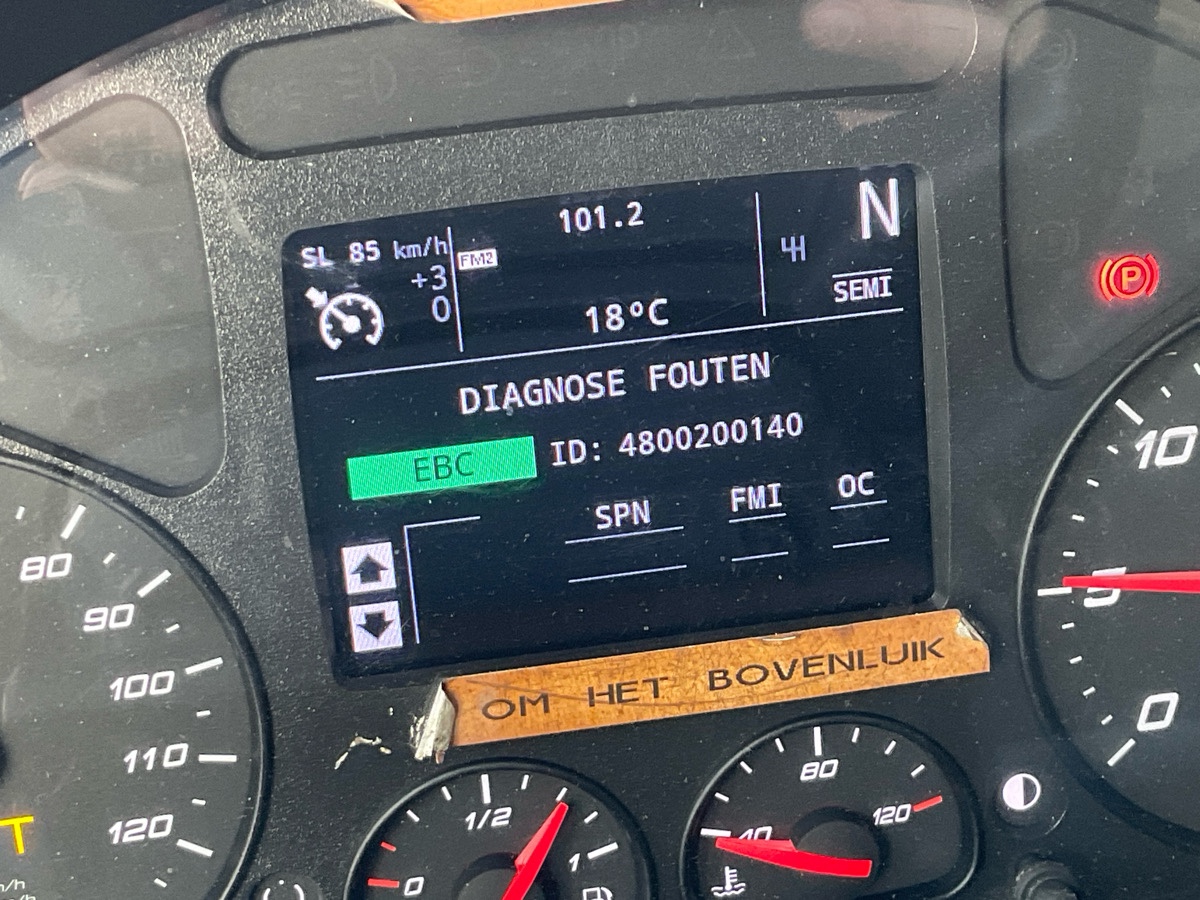 101.2
N
SL 85 km/h
FM2
+3
0
SEMI
18°C
DIAGNOSE FOUTEN
EBC ID: 4800200140
SPN FMI OC
OM HET BOVENLUIK
80
90
100
110
120
T
10
5
0
0 1/2 1
40 80 120
P